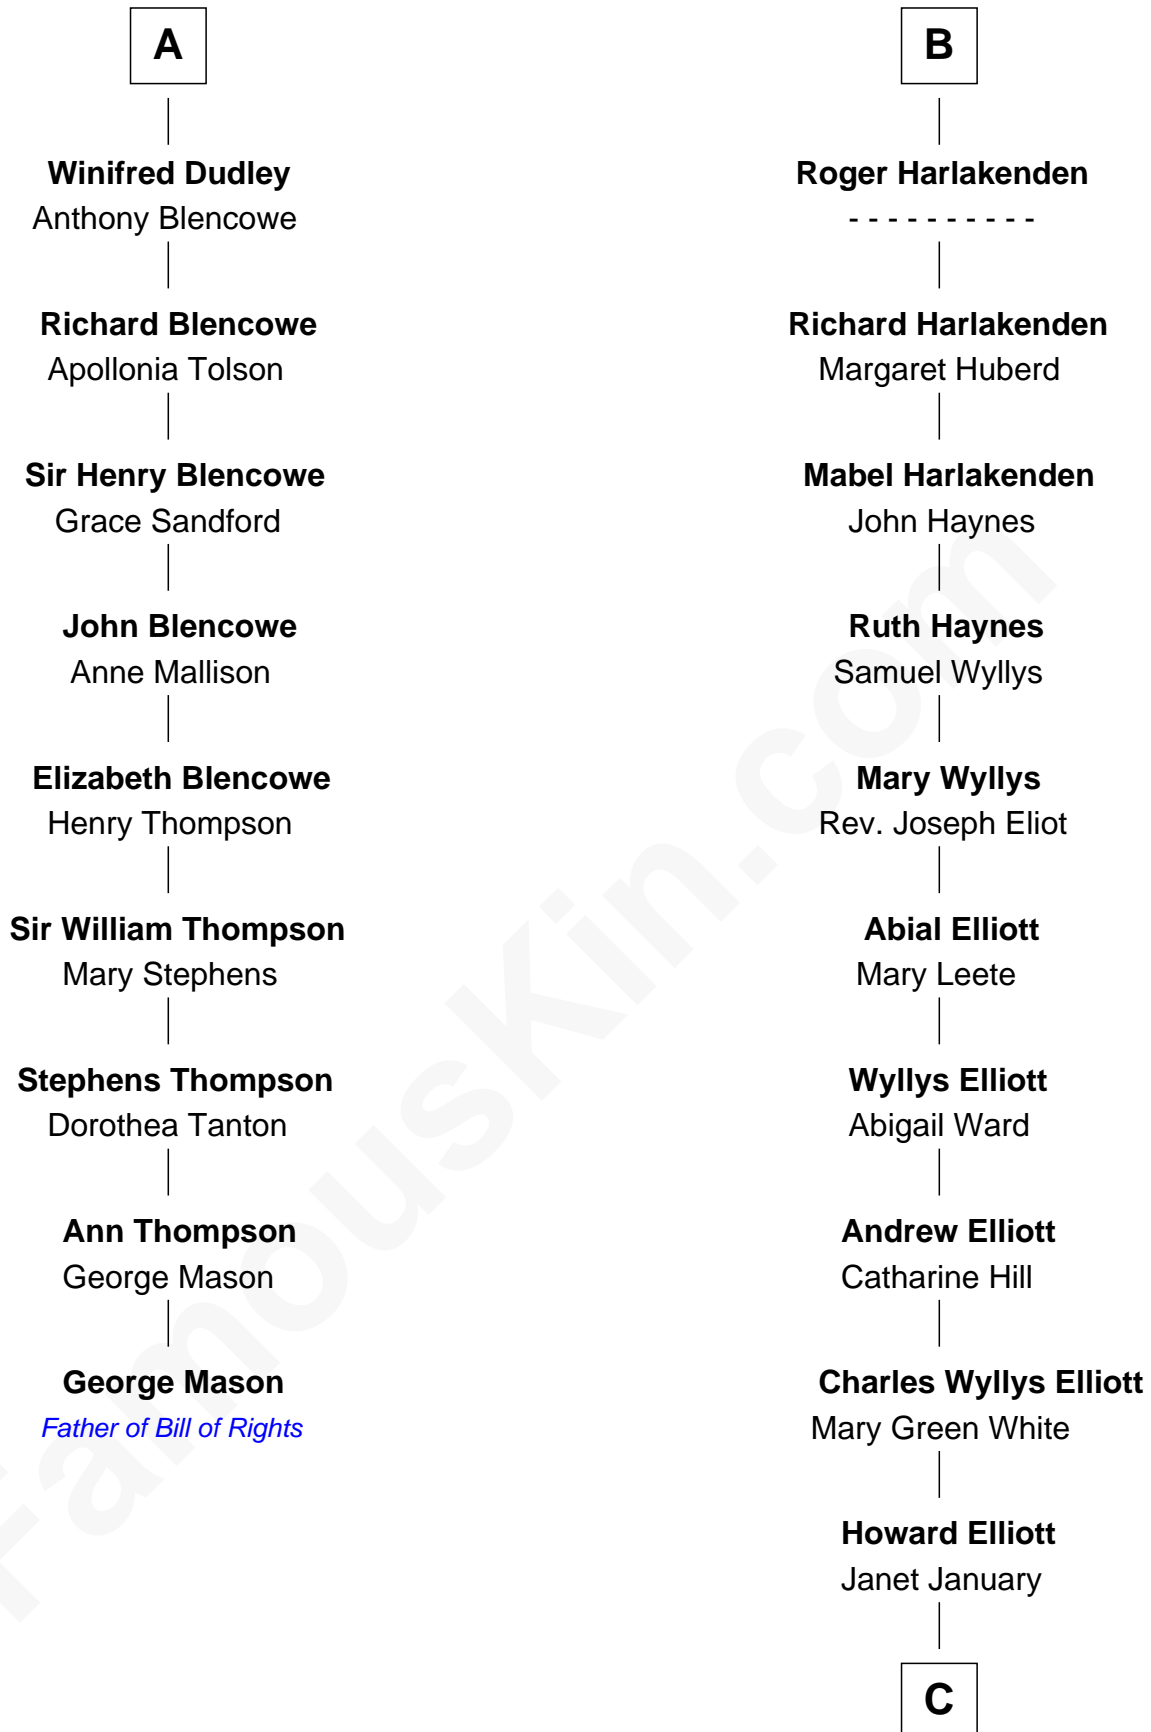 A
Winifred Dudley
Anthony Blencowe
Richard Blencowe
Apollonia Tolson
Sir Henry Blencowe
Grace Sandford
John Blencowe
Anne Mallison
Elizabeth Blencowe
Henry Thompson
Sir William Thompson
Mary Stephens
Stephens Thompson
Dorothea Tanton
Ann Thompson
George Mason
George Mason
Father of Bill of Rights
B
Roger Harlakenden
- - - - - - - - - -
Richard Harlakenden
Margaret Huberd
Mabel Harlakenden
John Haynes
Ruth Haynes
Samuel Wyllys
Mary Wyllys
Rev. Joseph Eliot
Abial Elliott
Mary Leete
Wyllys Elliott
Abigail Ward
Andrew Elliott
Catharine Hill
Charles Wyllys Elliott
Mary Green White
Howard Elliott
Janet January
C
FamousKin.com